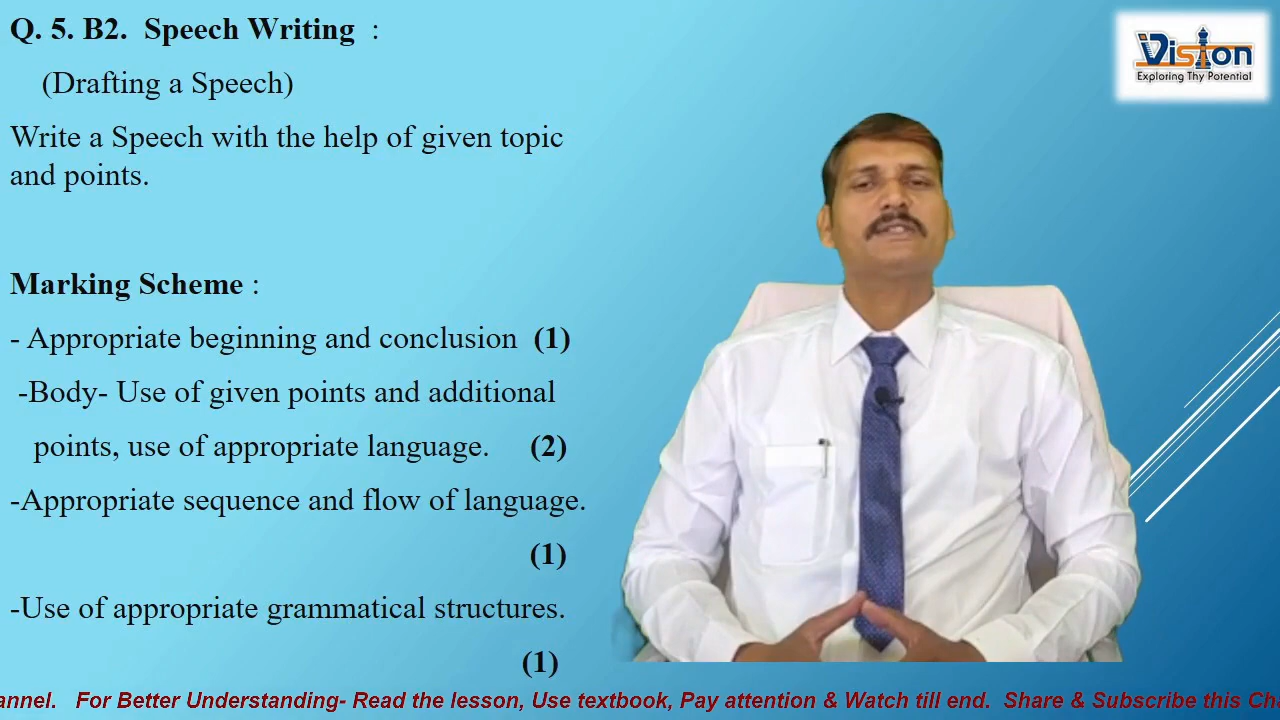 Q. 5. B2. Speech Writing :
(Drafting a Speech)
Write a Speech with the help of given topic
and points.
Marking Scheme :
- Appropriate beginning and conclusion (1)
-Body- Use of given points and additional
points, use of appropriate language. (2)
-Appropriate sequence and flow of language.
(1)
-Use of appropriate grammatical structures.
(1)
Vision
Exploring Thy Potential
annel. For Better Understanding- Read the lesson, Use textbook, Pay attention & Watch till end. Share & Subscribe this Cha